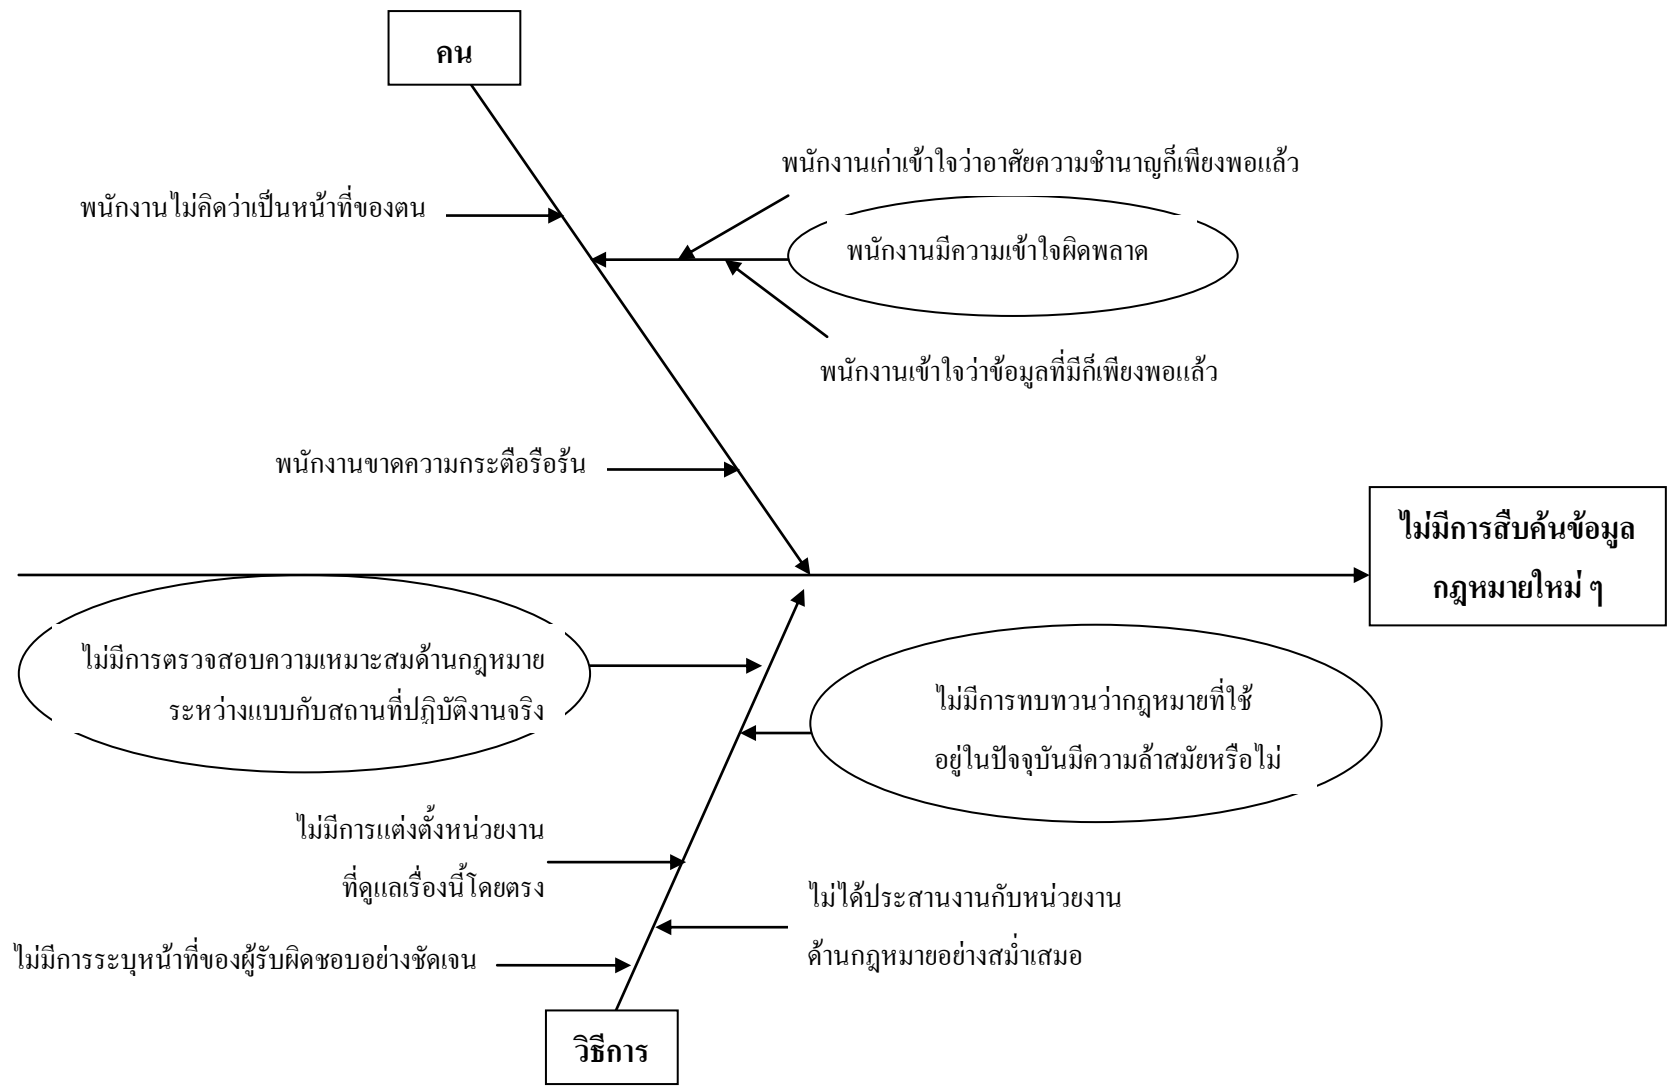 คน
พนักงานเก่าเข้าใจว่าอาศัยความชำนาญก็เพียงพอแล้ว
พนักงานไม่คิดว่าเป็นหน้าที่ของตน
พนักงานมีความเข้าใจผิดพลาด
พนักงานเข้าใจว่าข้อมูลที่มีก็เพียงพอแล้ว
พนักงานขาดความกระตือรือร้น
ไม่มีการสืบค้นข้อมูล
กฎหมายใหม่ ๆ
ไม่มีการตรวจสอบความเหมาะสมด้านกฎหมาย
ระหว่างแบบกับสถานที่ปฏิบัติงานจริง
ไม่มีการทบทวนว่ากฎหมายที่ใช้
อยู่ในปัจจุบันมีความล้าสมัยหรือไม่
ไม่มีการแต่งตั้งหน่วยงาน
ที่ดูแลเรื่องนี้โดยตรง
ไม่ได้ประสานงานกับหน่วยงาน
ด้านกฎหมายอย่างสม่ำเสมอ
ไม่มีการระบุหน้าที่ของผู้รับผิดชอบอย่างชัดเจน
วิธีการ